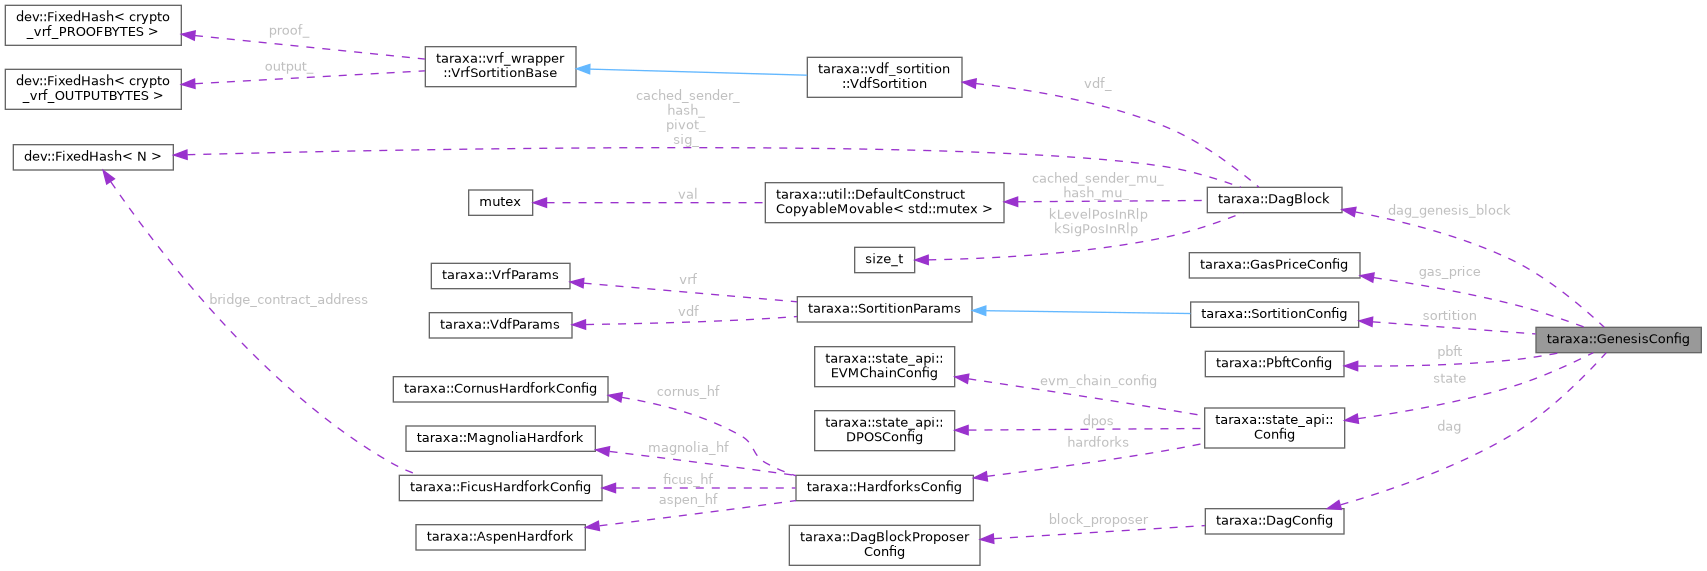 dev::FixedHash< crypto
_vrf_PROOFBYTES >
proof_
taraxa::vrf_wrapper
::VrfSortitionBase
output_
dev::FixedHash< crypto
_vrf_OUTPUTBYTES >
taraxa::vdf_sortition
::VdfSortition
vdf_
cached_sender_
hash_
pivot_
sig_
dev::FixedHash< N >
mutex
val
taraxa::util::DefaultConstruct
CopyableMovable< std::mutex >
cached_sender_mu_
hash_mu_
kLevelPosInRlp
kSigPosInRlp
taraxa::DagBlock
dag_genesis_block
size_t
taraxa::VrfParams
vrf
taraxa::GasPriceConfig
gas_price
bridge_contract_address
taraxa::VdfParams
vdf
taraxa::SortitionParams
taraxa::SortitionConfig
sortition
taraxa::GenesisConfig
taraxa::state_api::
EVMChainConfig
evm_chain_config
taraxa::PbftConfig
pbft
state
taraxa::CornusHardforkConfig
cornus_hf
taraxa::state_api::
DPOSConfig
dpos
hardforks
taraxa::state_api::
Config
dag
taraxa::MagnoliaHardfork
magnolia_hf
taraxa::FicusHardforkConfig
ficus_hf
aspen_hf
taraxa::HardforksConfig
taraxa::AspenHardfork
taraxa::DagBlockProposer
Config
block_proposer
taraxa::DagConfig